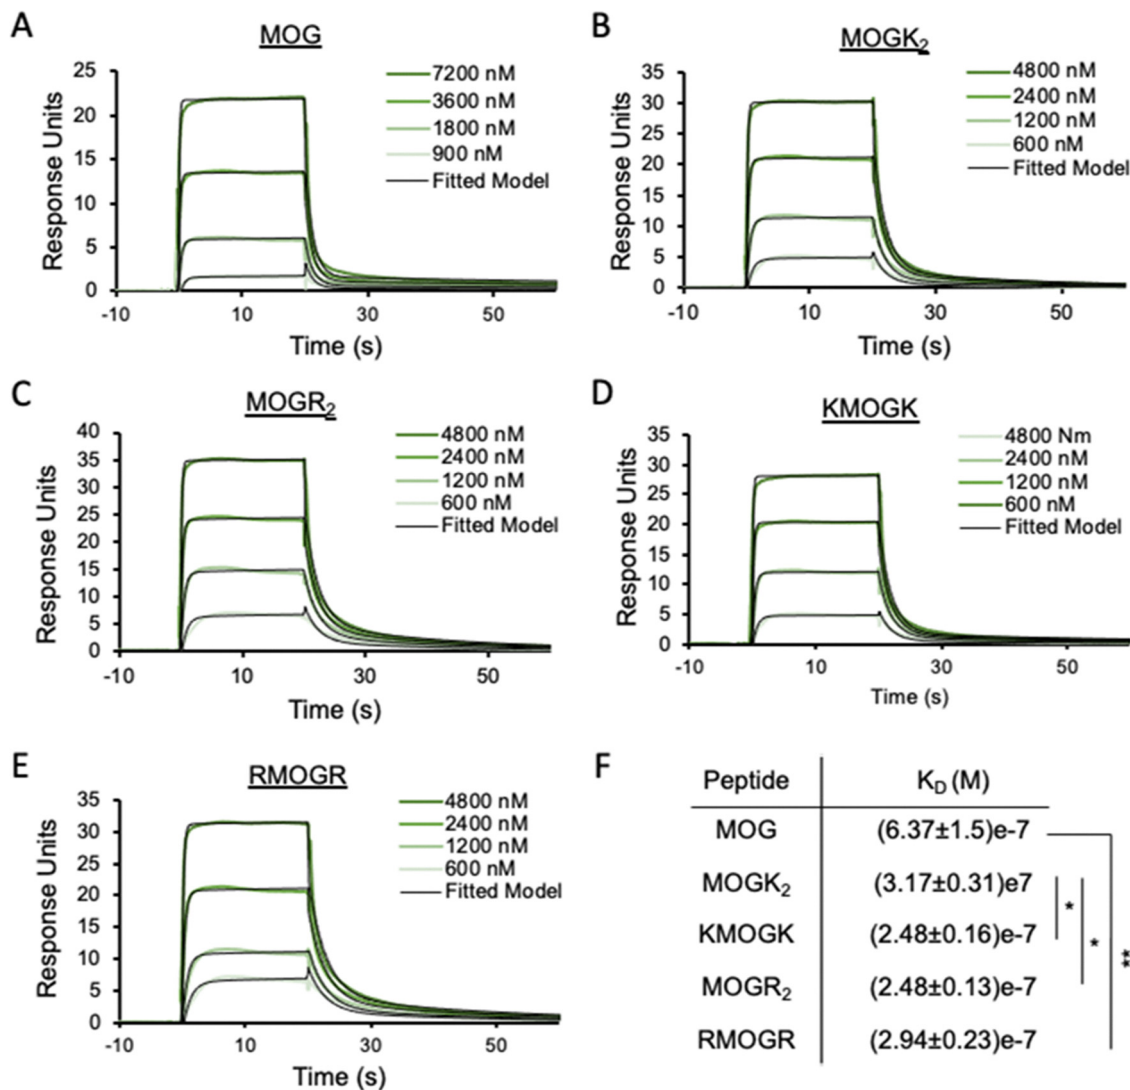 A
MOG
25
20
15
10
5
0
-10
10
30
50
Response Units
Time (s)
7200 nM
3600 nM
1800 nM
900 nM
Fitted Model
B
MOGK2
35
30
25
20
15
10
5
0
-10
10
30
50
Response Units
Time (s)
4800 nM
2400 nM
1200 nM
600 nM
Fitted Model
C
MOGR2
40
35
30
25
20
15
10
5
0
-10
10
30
50
Response Units
Time (s)
4800 nM
2400 nM
1200 nM
600 nM
Fitted Model
D
KMOGK
35
30
25
20
15
10
5
0
-10
10
30
50
Response Units
Time (s)
4800 Nm
2400 nM
1200 nM
600 nM
Fitted Model
E
RMOGR
35
30
25
20
15
10
5
0
-10
10
30
50
Response Units
Time (s)
4800 nM
2400 nM
1200 nM
600 nM
Fitted Model
F
Peptide KD (M)
MOG (6.37±1.5)e-7
MOGK2 (3.17±0.31)e7
KMOGK (2.48±0.16)e-7
MOGR2 (2.48±0.13)e-7
RMOGR (2.94±0.23)e-7
*
*
**